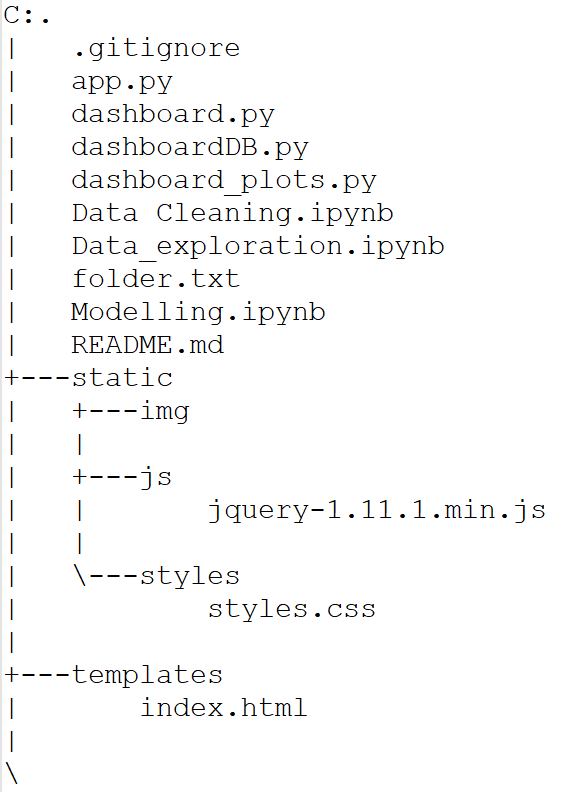 C:.
|   .gitignore
|   app.py
|   dashboard.py
|   dashboardDB.py
|   dashboard_plots.py
|   Data Cleaning.ipynb
|   Data_exploration.ipynb
|   folder.txt
|   Modelling.ipynb
|   README.md
+---static
|   +---img
|   |
|   +---js
|   |       jquery-1.11.1.min.js
|   |
|   \---styles
|           styles.css
|
+---templates
|       index.html
|
\